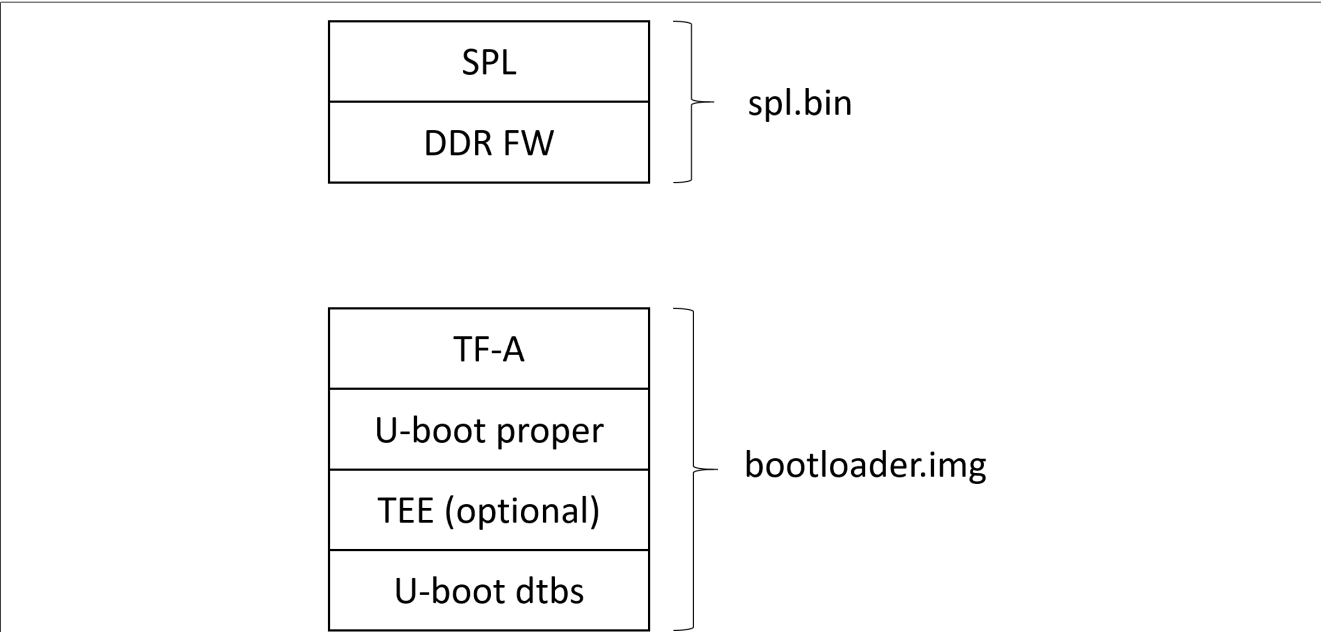 SPL
DDR FW
spl.bin
TF-A
U-boot proper
TEE (optional)
U-boot dtbs
bootloader.img